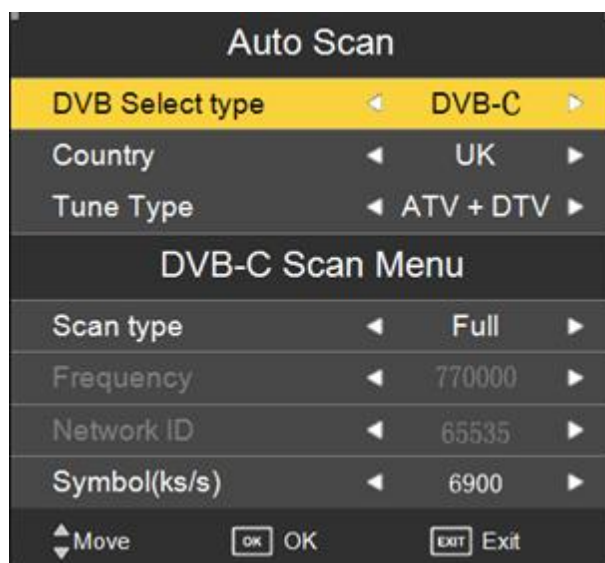 Auto Scan
DVB Select type DVB-C
Country UK
Tune Type ATV + DTV
DVB-C Scan Menu
Scan type Full
Frequency 770000
Network ID 65535
Symbol(ks/s) 6900
Move OK OK EXIT Exit